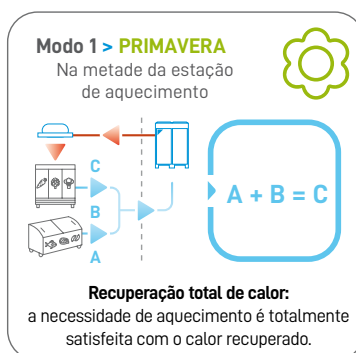 Modo 1 > PRIMAVERA
Na metade da estação
de aquecimento
C
B
A
A + B = C
Recuperação total de calor:
a necessidade de aquecimento é totalmente
satisfeita com o calor recuperado.